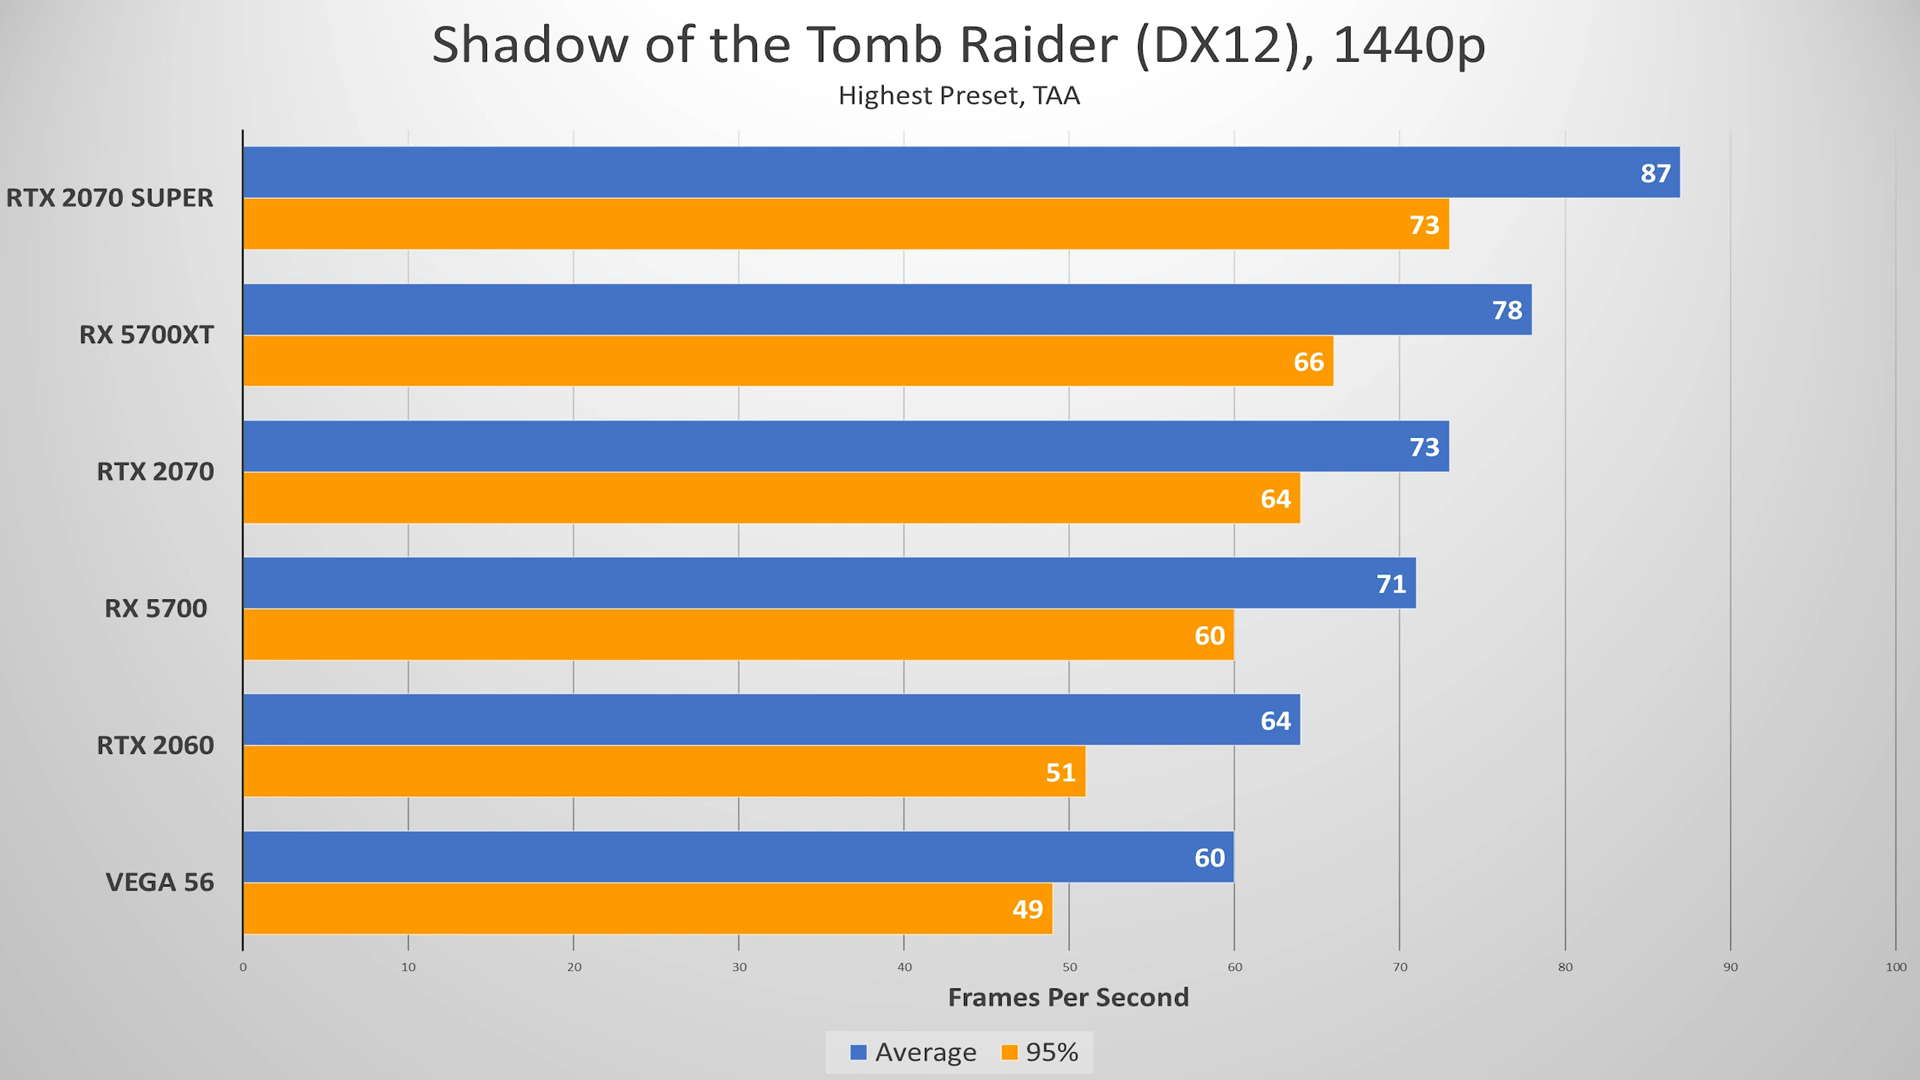 Shadow of the Tomb Raider (DX12), 1440p
Highest Preset, TAA
RTX 2070 SUPER
87
73
RX 5700XT
78
66
RTX 2070
73
64
RX 5700
71
60
RTX 2060
64
51
VEGA 56
60
49
0 10 20 30 40 50 60 70 80 90 100
Frames Per Second
Average 95%